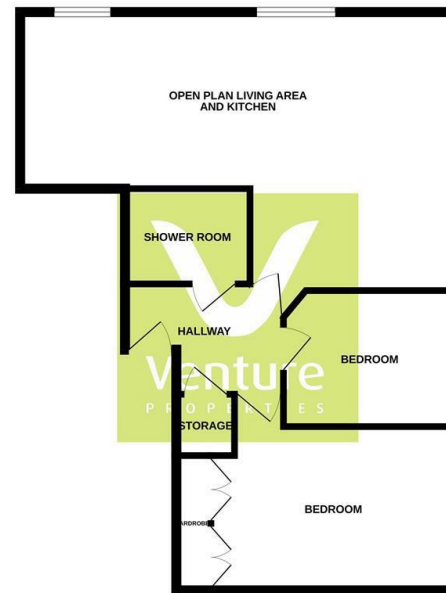 OPEN PLAN LIVING AREA
AND KITCHEN
SHOWER ROOM
HALLWAY
BEDROOM
Venture
PROPERTIES
STORAGE
BEDROOM